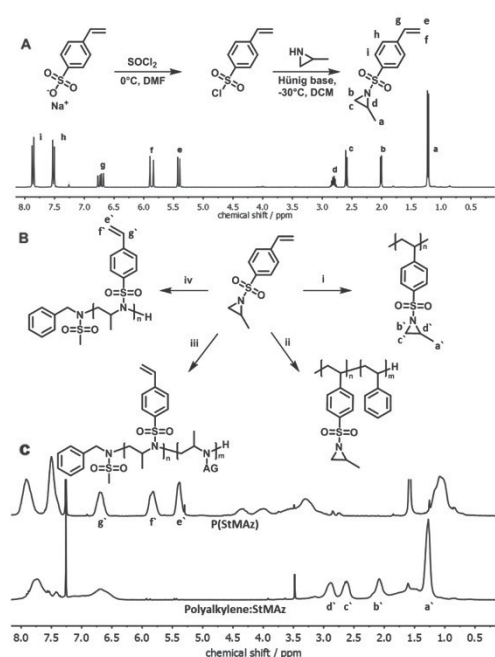 A
SOCl2
0°C, DMF
HN
Hünig base,
-30°C, DCM
O S O
O-
Na+
O S O
Cl
O=S=O
N
g e
h f
i
b d
c
a
i h g f e d c b a
8.0 7.5 7.0 6.5 6.0 5.5 5.0 4.5 4.0 3.5 3.0 2.5 2.0 1.5 1.0 0.5
chemical shift / ppm
B
e`
f` g`
O=S=O
N N n H
O=S=O
iv
O=S=O
N
i
n
O=S=O
N
b` d`
c` a`
iii
ii
O=S=O
N N n N m H
O=S=O AG
n m
O=S=O
N
C
g` f` e`
P(StMAz)
d` c` b` a`
Polyalkylene:StMAz
8.0 7.5 7.0 6.5 6.0 5.5 5.0 4.5 4.0 3.5 3.0 2.5 2.0 1.5 1.0 0.5
chemical shift / ppm